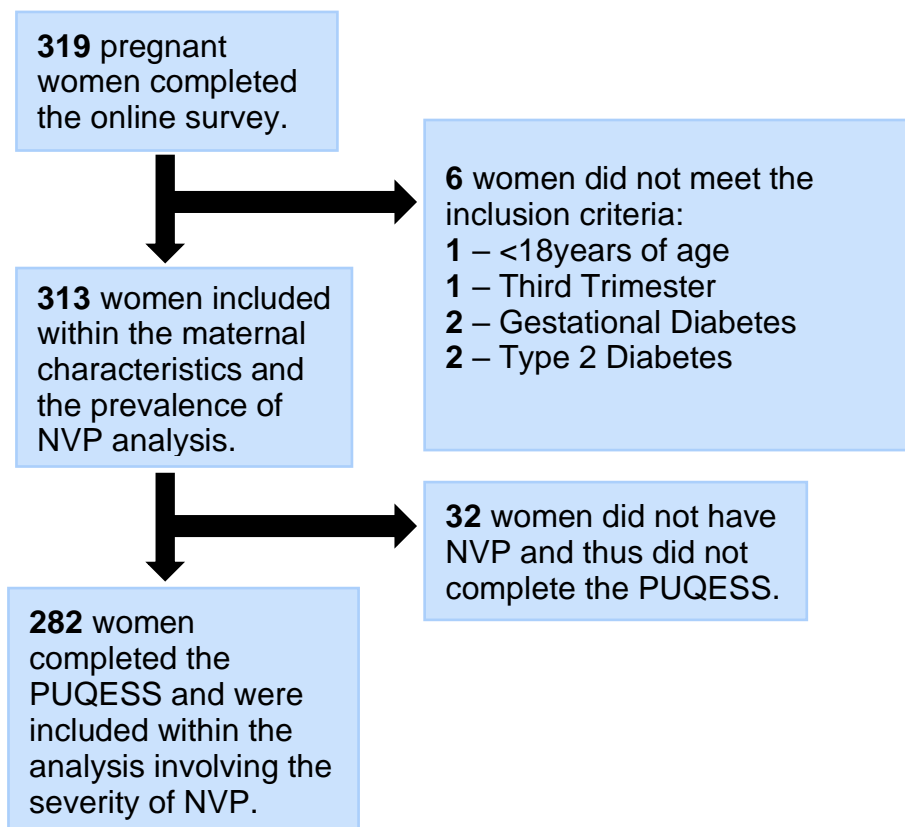 319 pregnant
women completed
the online survey.
6 women did not meet the
inclusion criteria:
1 – <18years of age
1 – Third Trimester
2 – Gestational Diabetes
2 – Type 2 Diabetes
313 women included
within the maternal
characteristics and
the prevalence of
NVP analysis.
32 women did not have
NVP and thus did not
complete the PUQESS.
282 women
completed the
PUQESS and were
included within the
analysis involving the
severity of NVP.